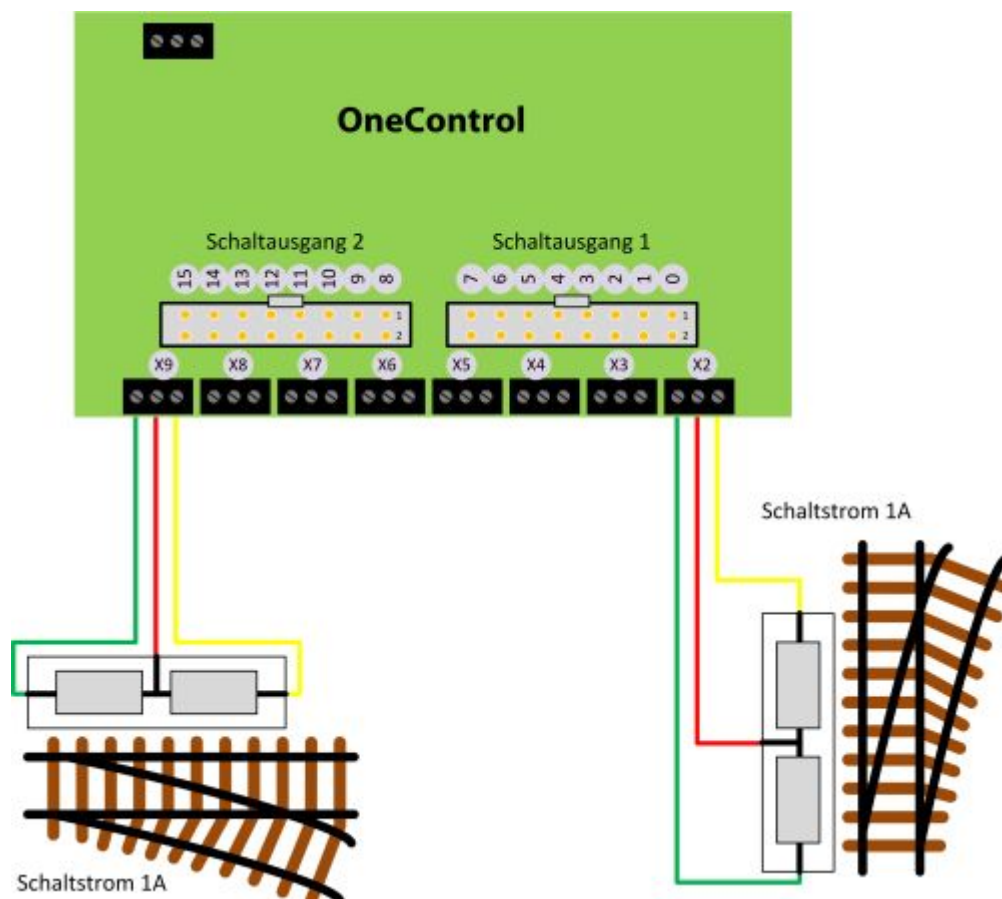 OneControl
Schaltausgang 2 Schaltausgang 1
15 14 13 12 11 10 9 8 7 6 5 4 3 2 1 0
1 1
2 2
X9 X8 X7 X6 X5 X4 X3 X2
Schaltstrom 1A
Schaltstrom 1A